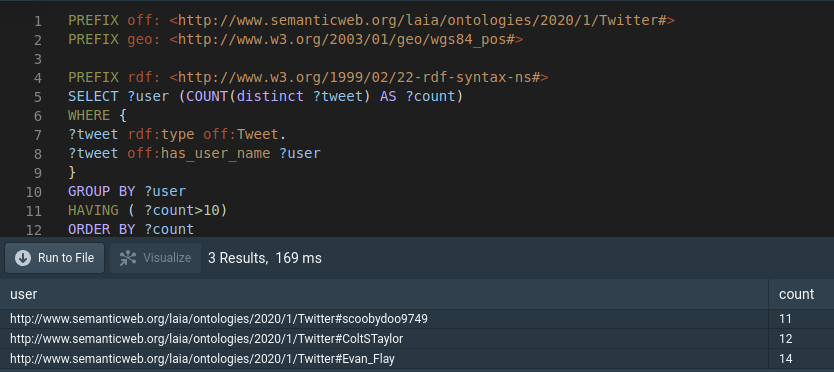 1 PREFIX off: <http://www.semanticweb.org/laia/ontologies/2020/1/Twitter#>
2 PREFIX geo: <http://www.w3.org/2003/01/geo/wgs84_pos#>
3
4 PREFIX rdf: <http://www.w3.org/1999/02/22-rdf-syntax-ns#>
5 SELECT ?user (COUNT(distinct ?tweet) AS ?count)
6 WHERE {
7 ?tweet rdf:type off:Tweet.
8 ?tweet off:has_user_name ?user
9 }
10 GROUP BY ?user
11 HAVING ( ?count>10)
12 ORDER BY ?count
Run to File Visualize 3 Results, 169 ms
user count
http://www.semanticweb.org/laia/ontologies/2020/1/Twitter#scoobydoo9749 11
http://www.semanticweb.org/laia/ontologies/2020/1/Twitter#ColtSTaylor 12
http://www.semanticweb.org/laia/ontologies/2020/1/Twitter#Evan_Flay 14